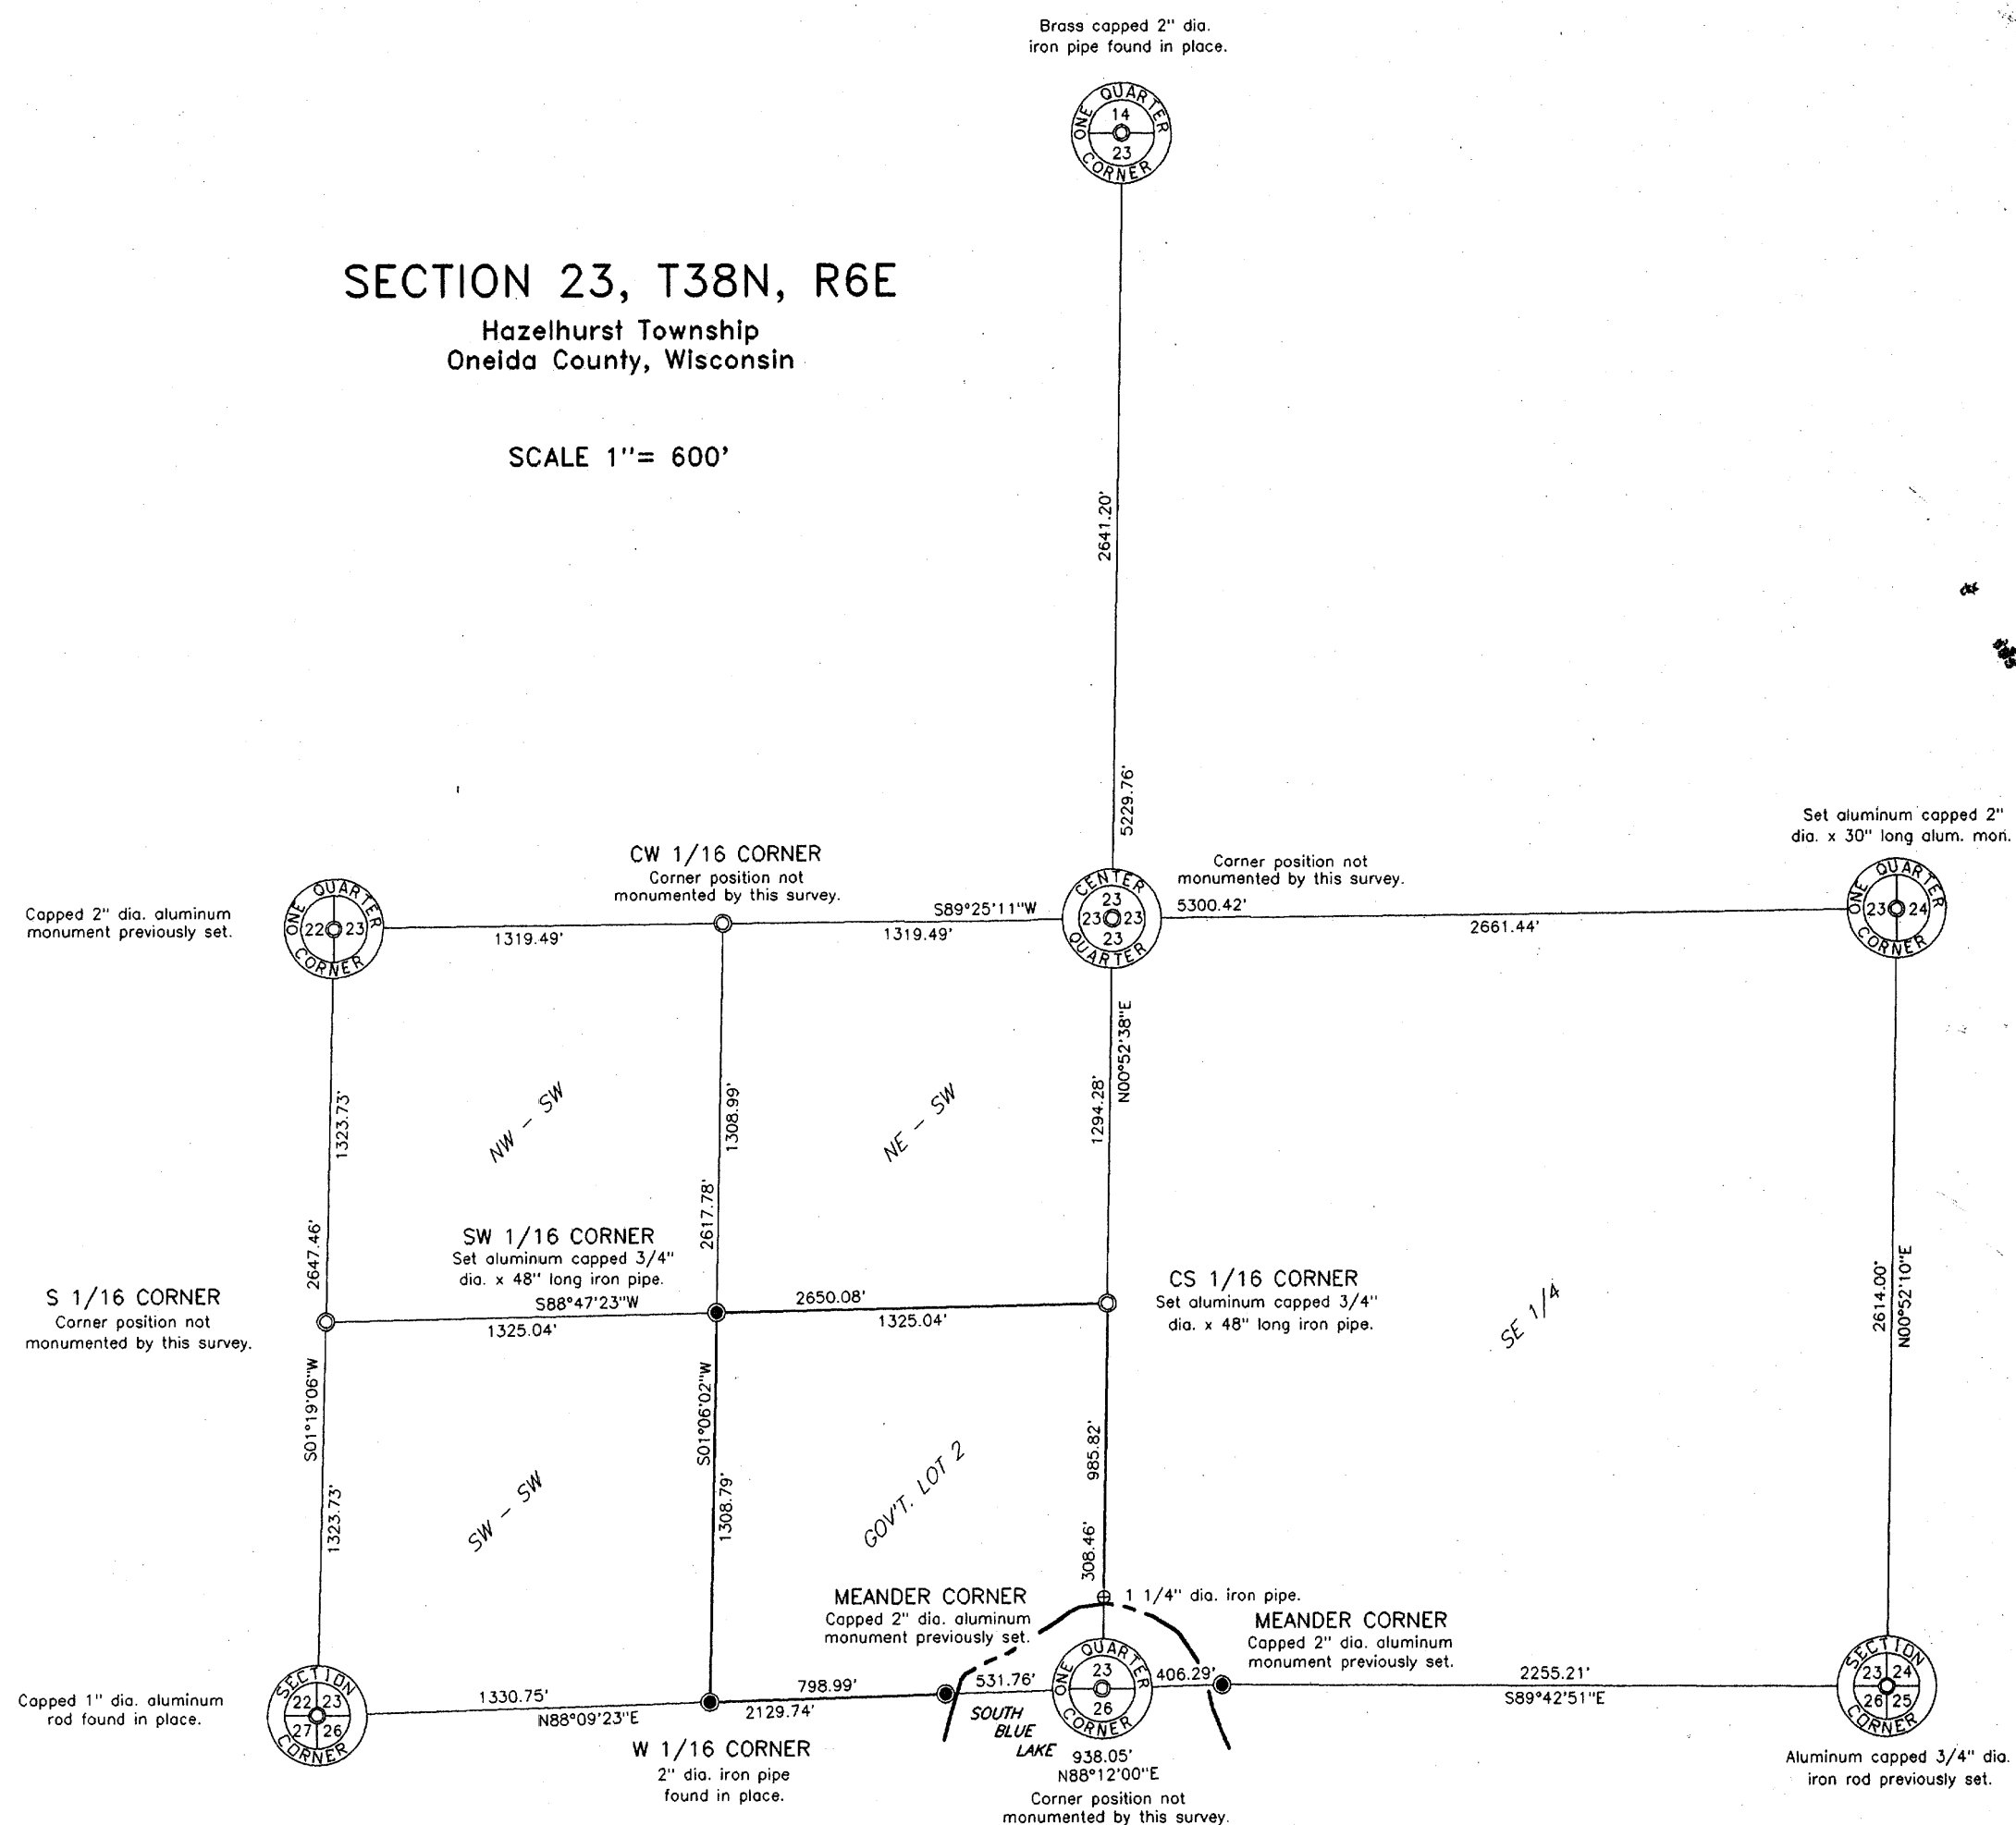 Brass capped 2" dia.
iron pipe found in place.
ONE QUARTER
14
23
CORNER
SECTION 23, T38N, R6E
Hazelhurst Township
Oneida County, Wisconsin
SCALE 1"= 600'
2641.20'
5229.76'
Set aluminum capped 2"
dia. x 30" long alum. mon.
CW 1/16 CORNER
Corner position not
monumented by this survey.
Corner position not
monumented by this survey.
Capped 2" dia. aluminum
monument previously set.
ONE QUARTER
22 23
CORNER
1319.49'
S89°25'11"W
1319.49'
CENTER
23
23 23
23
QUARTER
5300.42'
2661.44'
ONE QUARTER
23 24
CORNER
1323.73'
NW - SW
1308.99'
NE - SW
1294.28'
N00°52'38"E
2647.46'
2617.78'
SW 1/16 CORNER
Set aluminum capped 3/4"
dia. x 48" long iron pipe.
S 1/16 CORNER
Corner position not
monumented by this survey.
S88°47'23"W
1325.04'
2650.08'
1325.04'
CS 1/16 CORNER
Set aluminum capped 3/4"
dia. x 48" long iron pipe.
SE 1/4
2614.00'
N00°52'10"E
S01°19'06"W
S01°06'02"W
985.82'
1323.73'
SW - SW
1308.79'
GOV'T. LOT 2
308.46'
MEANDER CORNER
Capped 2" dia. aluminum
monument previously set.
1 1/4" dia. iron pipe.
MEANDER CORNER
Capped 2" dia. aluminum
monument previously set.
Capped 1" dia. aluminum
rod found in place.
SECTION
22 23
27 26
CORNER
1330.75'
N88°09'23"E
798.99'
2129.74'
531.76'
ONE QUARTER
23
26
CORNER
406.29'
2255.21'
S89°42'51"E
SECTION
23 24
26 25
CORNER
SOUTH
BLUE
LAKE
938.05'
N88°12'00"E
Corner position not
monumented by this survey.
W 1/16 CORNER
2" dia. iron pipe
found in place.
Aluminum capped 3/4" dia.
iron rod previously set.